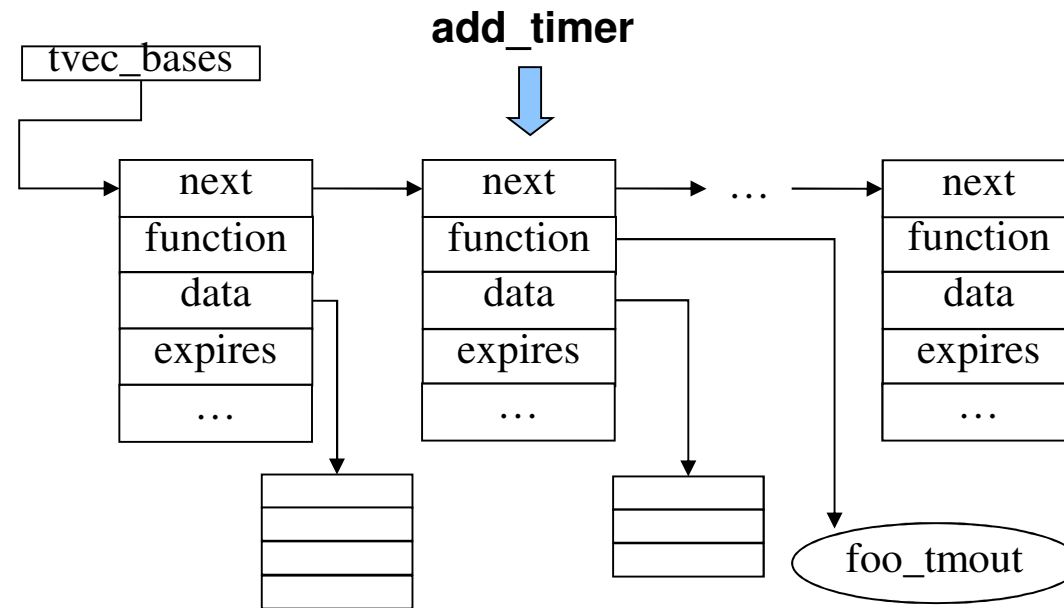 add_timer
tvec_bases
next
function
data
expires
…
next
function
data
expires
…
…
next
function
data
expires
…
foo_tmout